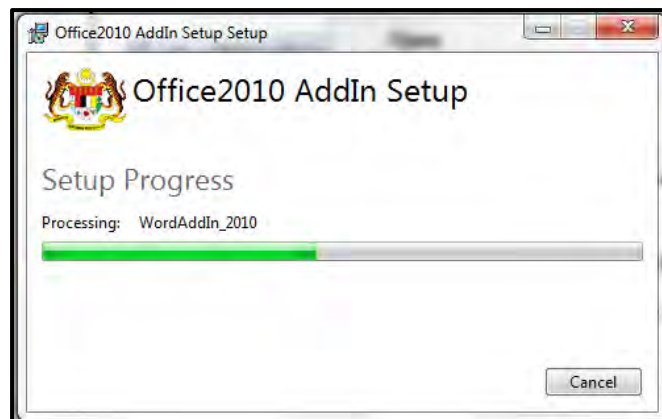 Office2010 AddIn Setup Setup
Office2010 AddIn Setup
Setup Progress
Processing: WordAddIn_2010
Cancel